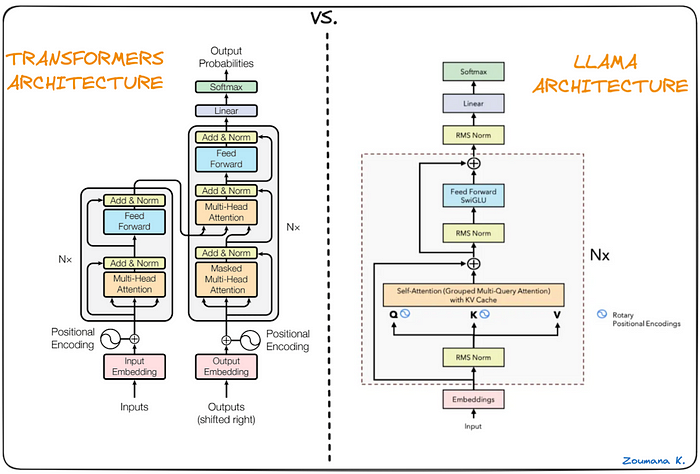 VS.
TRANSFORMERS
ARCHITECTURE
Output
Probabilities
Softmax
Linear
Add & Norm
Feed
Forward
Add & Norm
Multi-Head
Attention
Add & Norm
Masked
Multi-Head
Attention
Nx
Positional
Encoding
Output
Embedding
Outputs
(shifted right)
Add & Norm
Feed
Forward
Add & Norm
Multi-Head
Attention
Nx
Positional
Encoding
Input
Embedding
Inputs
LLAMA
ARCHITECTURE
Softmax
Linear
RMS Norm
Feed Forward
SwiGLU
RMS Norm
Nx
Self-Attention (Grouped Multi-Query Attention)
with KV Cache
Q K V
Rotary
Positional Encodings
RMS Norm
Embeddings
Input
Zoumana K.